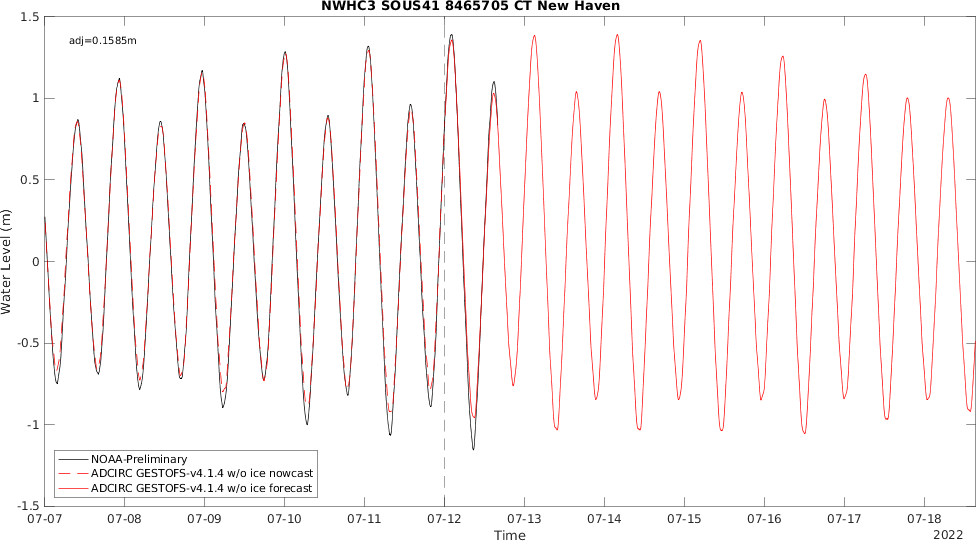 NWHC3 SOUS41 8465705 CT New Haven
1.5
adj=0.1585m
1
0.5
0
-0.5
-1
-1.5
Water Level (m)
NOAA-Preliminary
ADCIRC GESTOFS-v4.1.4 w/o ice nowcast
ADCIRC GESTOFS-v4.1.4 w/o ice forecast
07-07 07-08 07-09 07-10 07-11 07-12 07-13 07-14 07-15 07-16 07-17 07-18
Time
2022